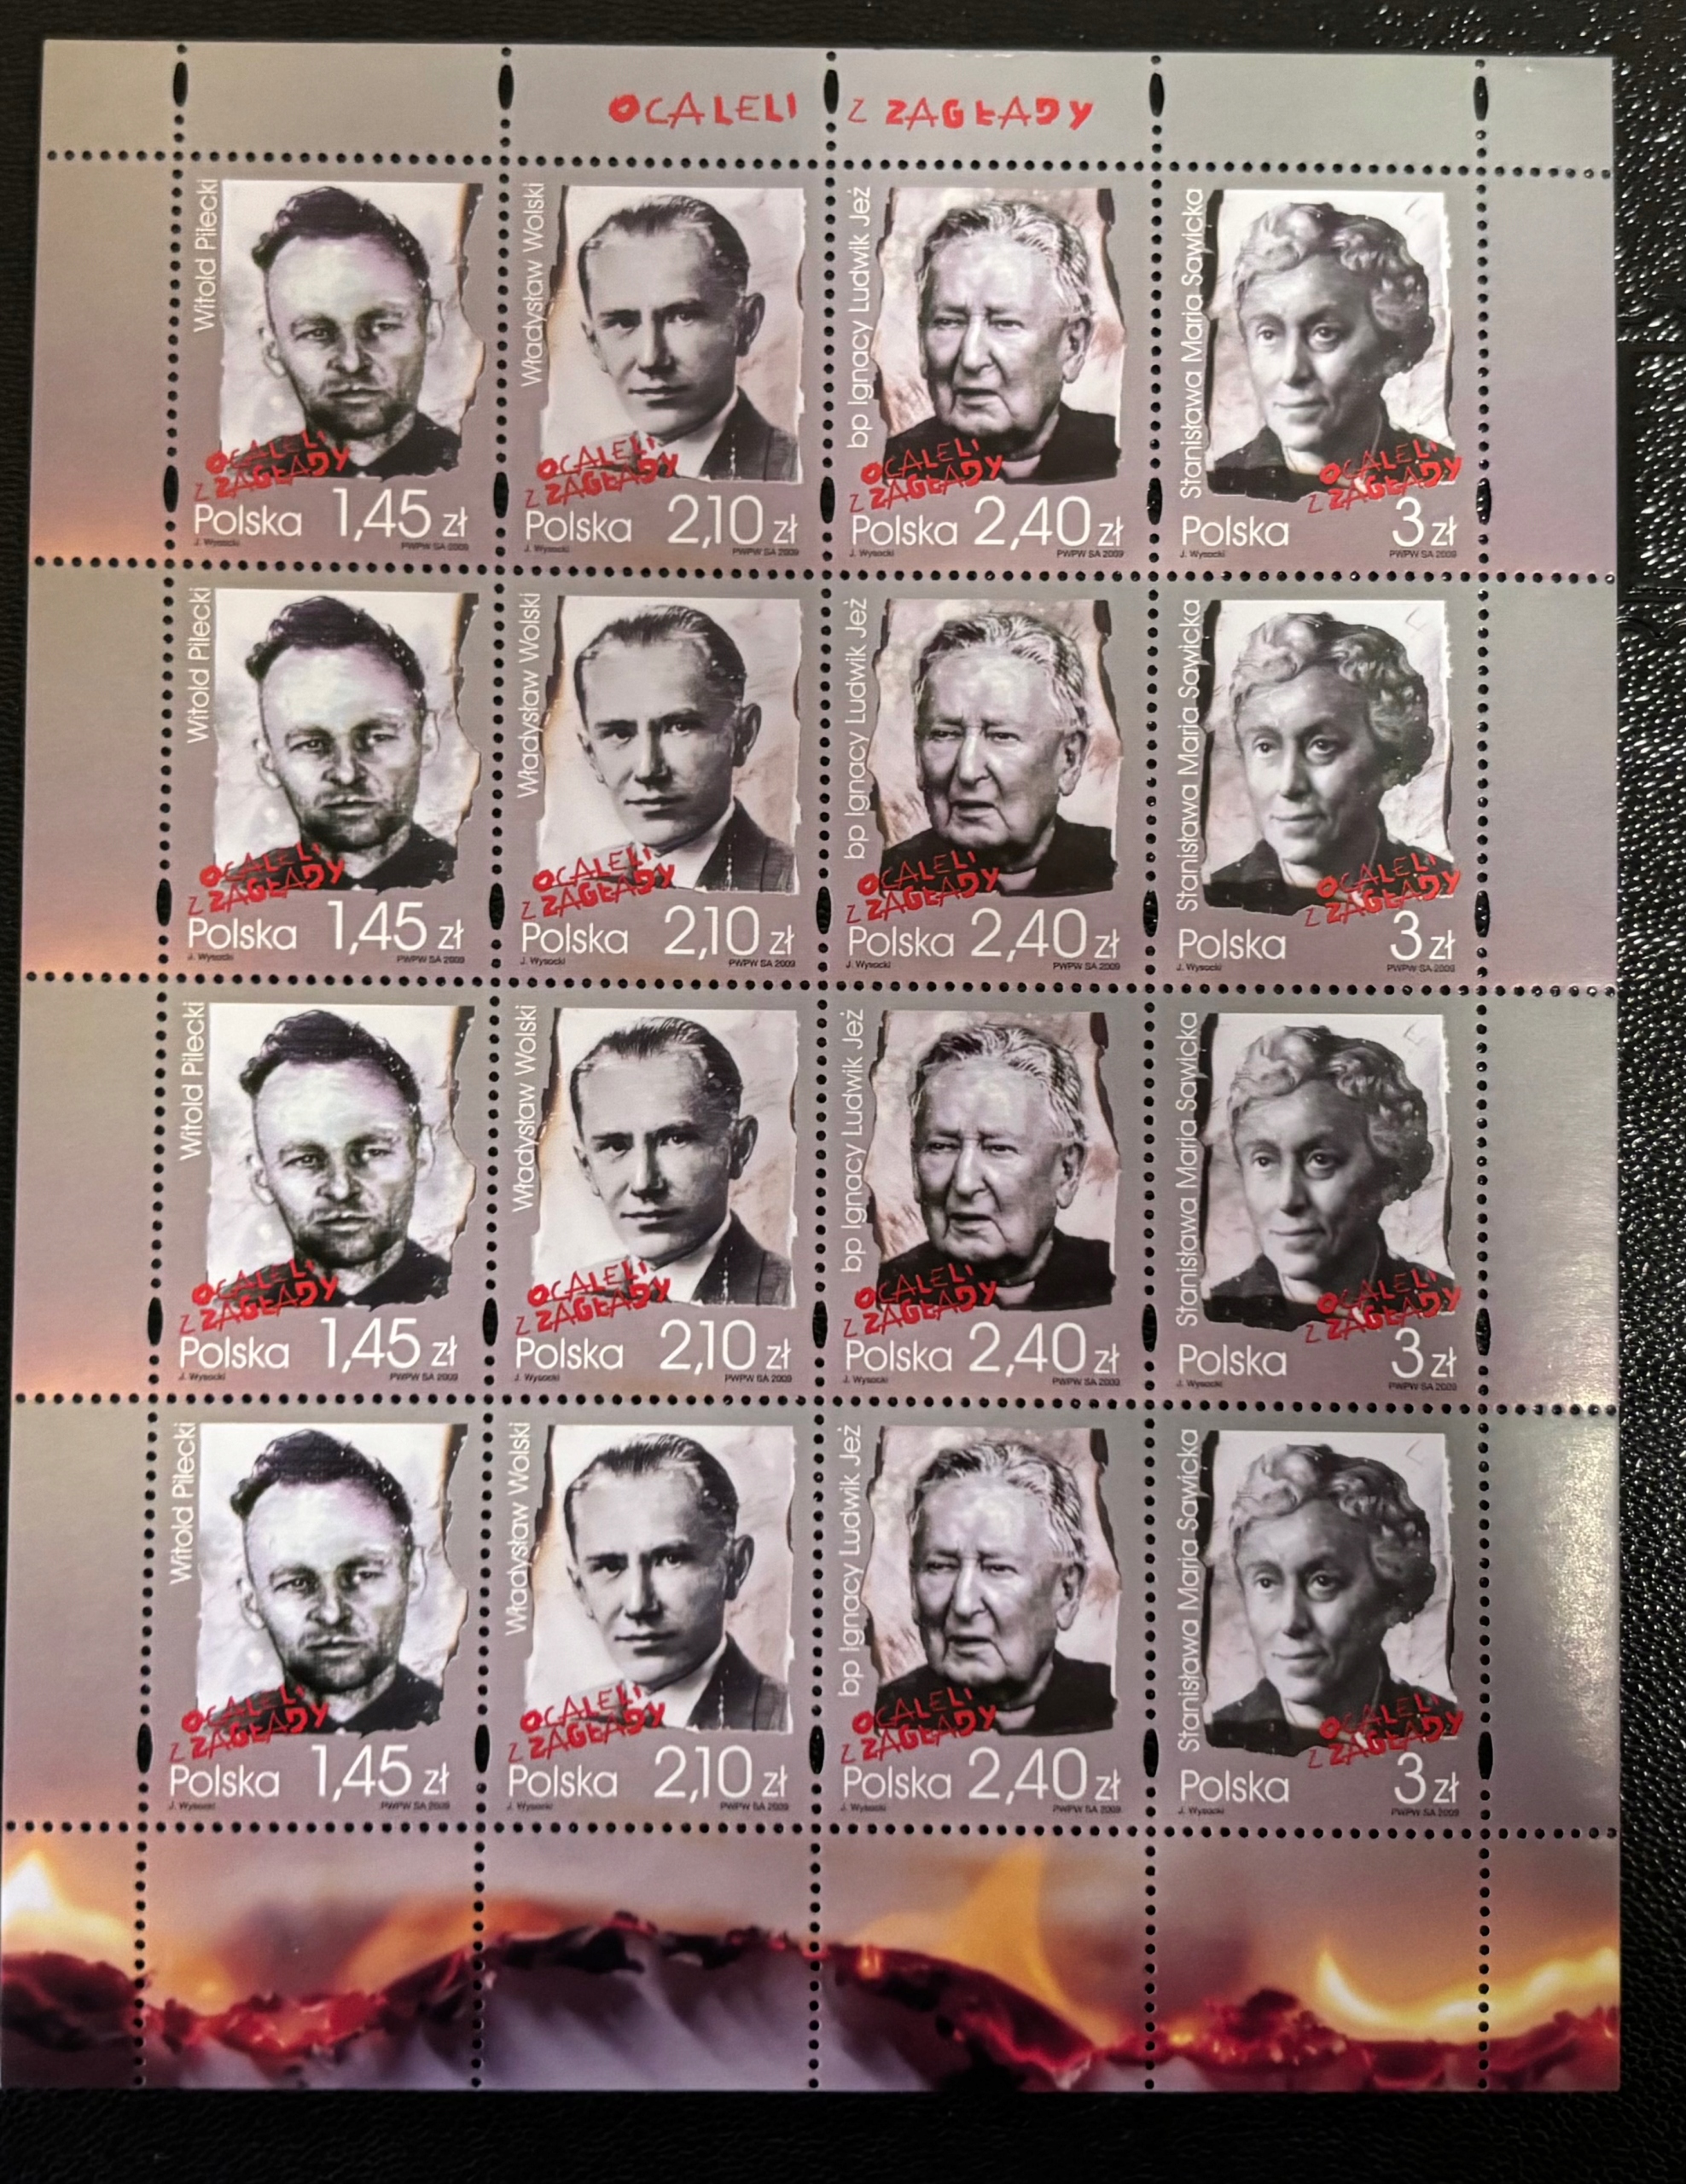 OCALELI Z ZAGŁADY
Witold Pilecki
OCALELI
Z ZAGŁADY
Polska 1,45 zł
J. Wysocki PWPW SA 2009
Władysław Wolski
OCALELI
Z ZAGŁADY
Polska 2,10 zł
J. Wysocki PWPW SA 2009
bp Ignacy Ludwik Jeż
OCALELI
Z ZAGŁADY
Polska 2,40 zł
J. Wysocki PWPW SA 2009
Stanisława Maria Sawicka
OCALELI
Z ZAGŁADY
Polska 3 zł
J. Wysocki PWPW SA 2009
Witold Pilecki
OCALELI
Z ZAGŁADY
Polska 1,45 zł
J. Wysocki PWPW SA 2009
Władysław Wolski
OCALELI
Z ZAGŁADY
Polska 2,10 zł
J. Wysocki PWPW SA 2009
bp Ignacy Ludwik Jeż
OCALELI
Z ZAGŁADY
Polska 2,40 zł
J. Wysocki PWPW SA 2009
Stanisława Maria Sawicka
OCALELI
Z ZAGŁADY
Polska 3 zł
J. Wysocki PWPW SA 2009
Witold Pilecki
OCALELI
Z ZAGŁADY
Polska 1,45 zł
J. Wysocki PWPW SA 2009
Władysław Wolski
OCALELI
Z ZAGŁADY
Polska 2,10 zł
J. Wysocki PWPW SA 2009
bp Ignacy Ludwik Jeż
OCALELI
Z ZAGŁADY
Polska 2,40 zł
J. Wysocki PWPW SA 2009
Stanisława Maria Sawicka
OCALELI
Z ZAGŁADY
Polska 3 zł
J. Wysocki PWPW SA 2009
Witold Pilecki
OCALELI
Z ZAGŁADY
Polska 1,45 zł
J. Wysocki PWPW SA 2009
Władysław Wolski
OCALELI
Z ZAGŁADY
Polska 2,10 zł
J. Wysocki PWPW SA 2009
bp Ignacy Ludwik Jeż
OCALELI
Z ZAGŁADY
Polska 2,40 zł
J. Wysocki PWPW SA 2009
Stanisława Maria Sawicka
OCALELI
Z ZAGŁADY
Polska 3 zł
J. Wysocki PWPW SA 2009